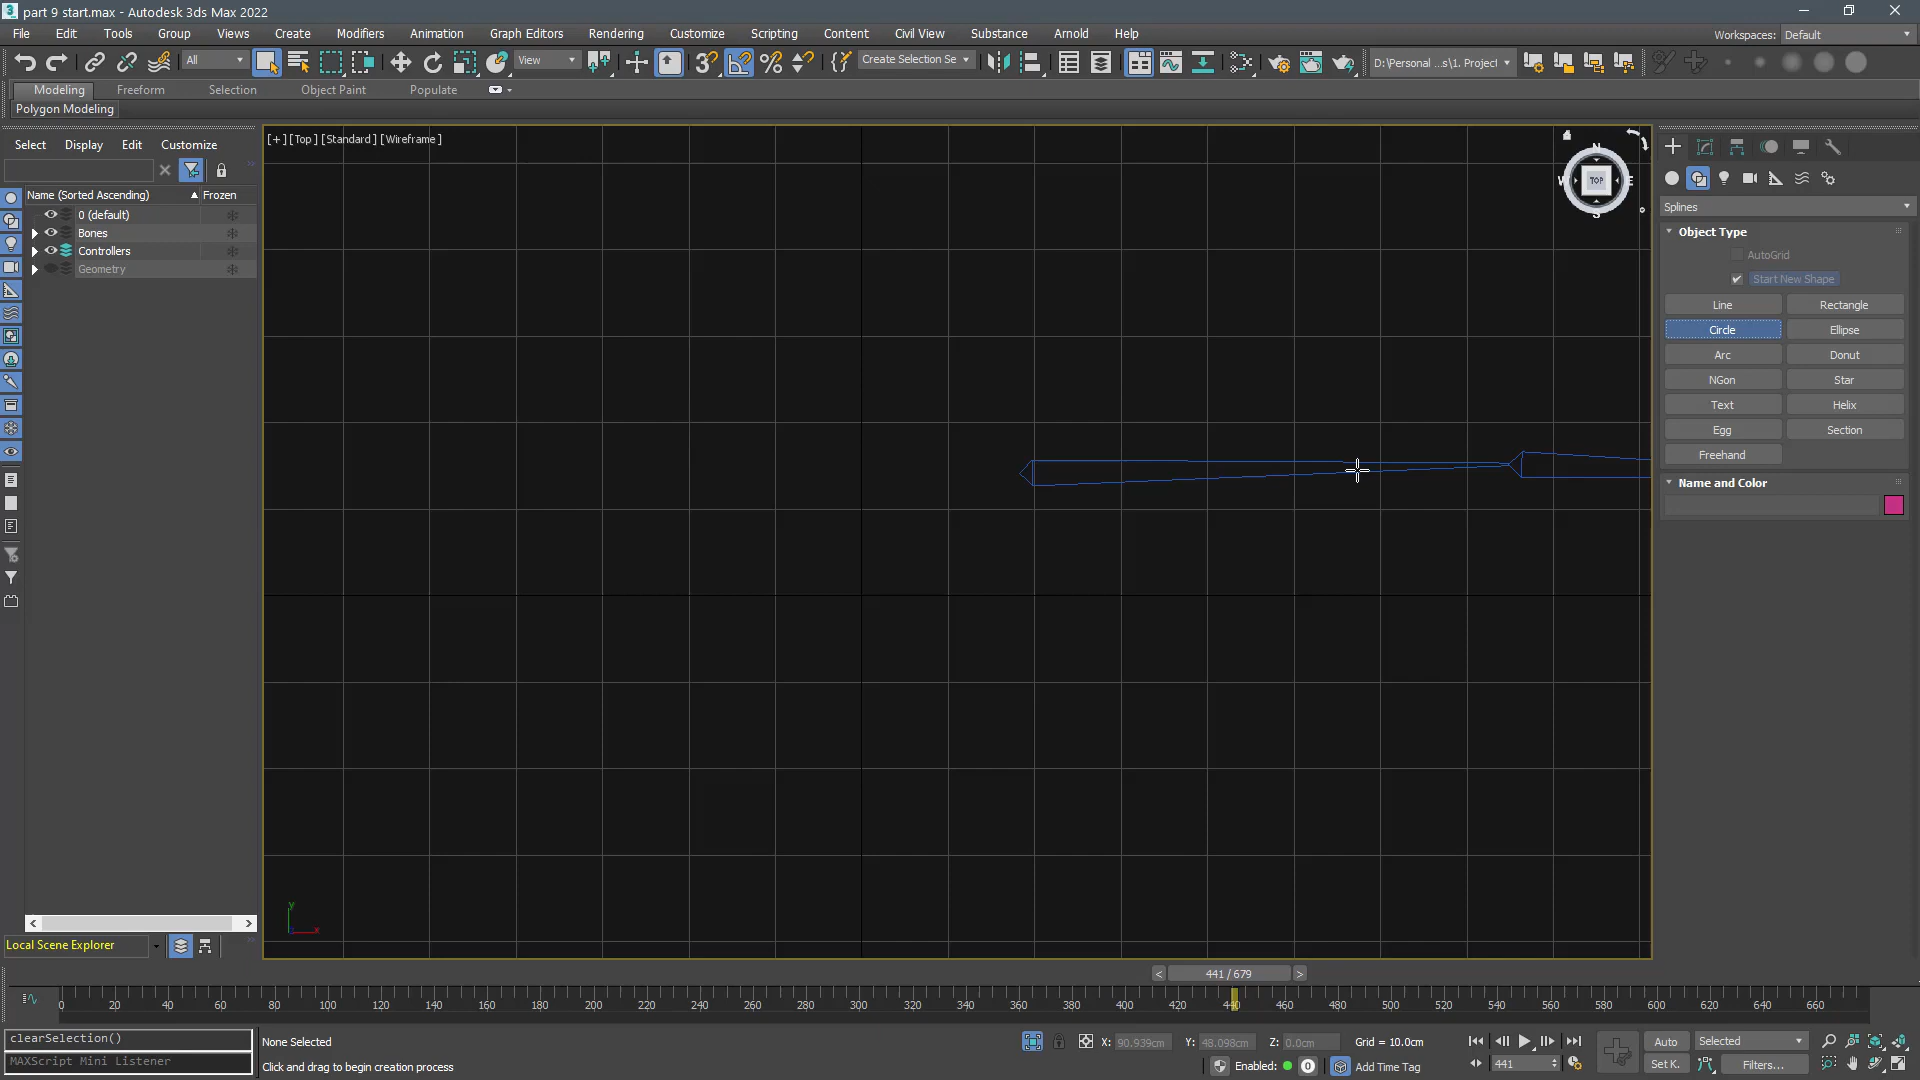 part 9 start.max - Autodesk 3ds Max 2022
File Edit Tools Group Views Create Modifiers Animation Graph Editors Rendering Customize Scripting Content Civil View Substance Arnold Help
Workspaces: Default
All View Create Selection Se D:\Personal ...s\1. Project
Modeling Freeform Selection Object Paint Populate
Polygon Modeling
Select Display Edit Customize
Name (Sorted Ascending) Frozen
0 (default)
Bones
Controllers
Geometry
[+] [Top] [Standard] [Wireframe]
N
W TOP E
S
Splines
Object Type
AutoGrid
Start New Shape
Line Rectangle
Circle Ellipse
Arc Donut
NGon Star
Text Helix
Egg Section
Freehand
Name and Color
y
x
Local Scene Explorer
< 441 / 679 >
0 20 40 60 80 100 120 140 160 180 200 220 240 260 280 300 320 340 360 380 400 420 440 460 480 500 520 540 560 580 600 620 640 660
clearSelection()
MAXScript Mini Listener
None Selected
Click and drag to begin creation process
X: 90.939cm Y: 48.098cm Z: 0.0cm Grid = 10.0cm
Enabled: 0 Add Time Tag
441
Auto Selected
Set K. Filters...